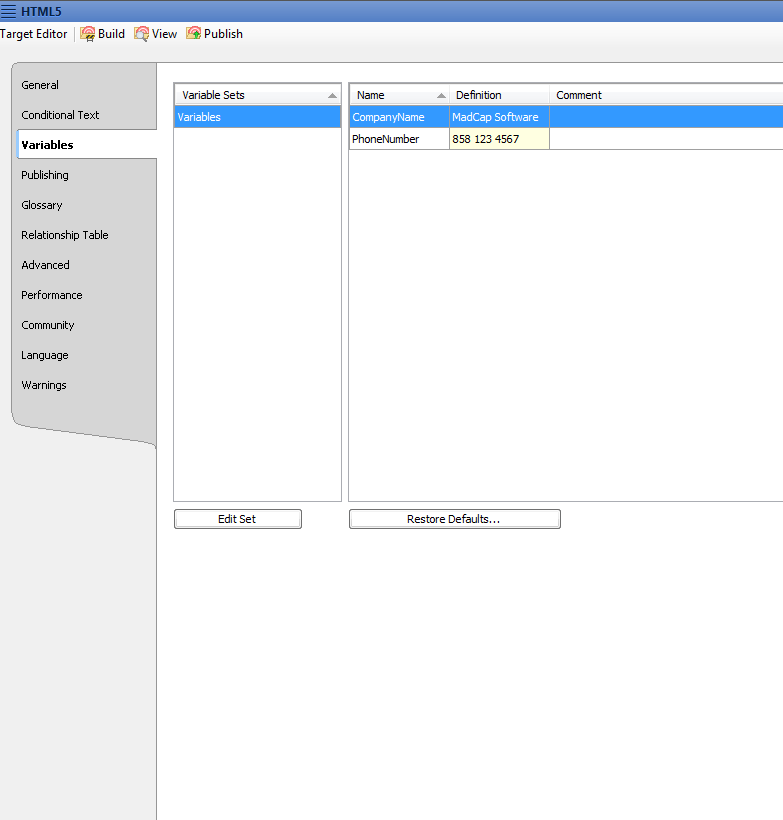 HTML5
Target Editor Build View Publish
General
Conditional Text
Variables
Publishing
Glossary
Relationship Table
Advanced
Performance
Community
Language
Warnings
Variable Sets
Variables
Name Definition Comment
CompanyName MadCap Software
PhoneNumber 858 123 4567
Edit Set
Restore Defaults...